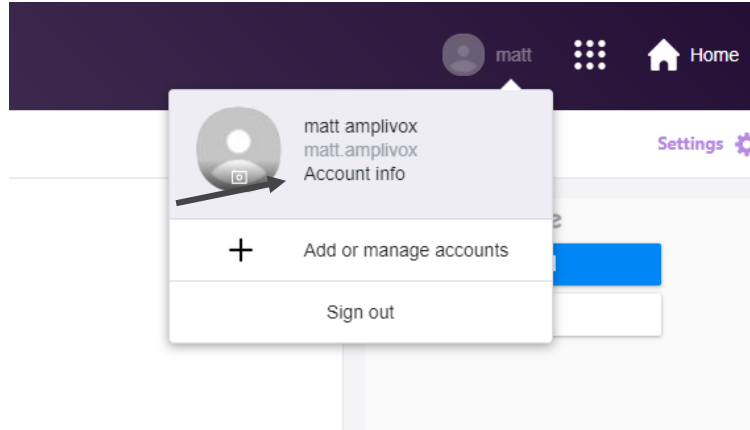 matt
Home
matt amplivox
matt.amplivox
Account info
Settings
Add or manage accounts
Sign out